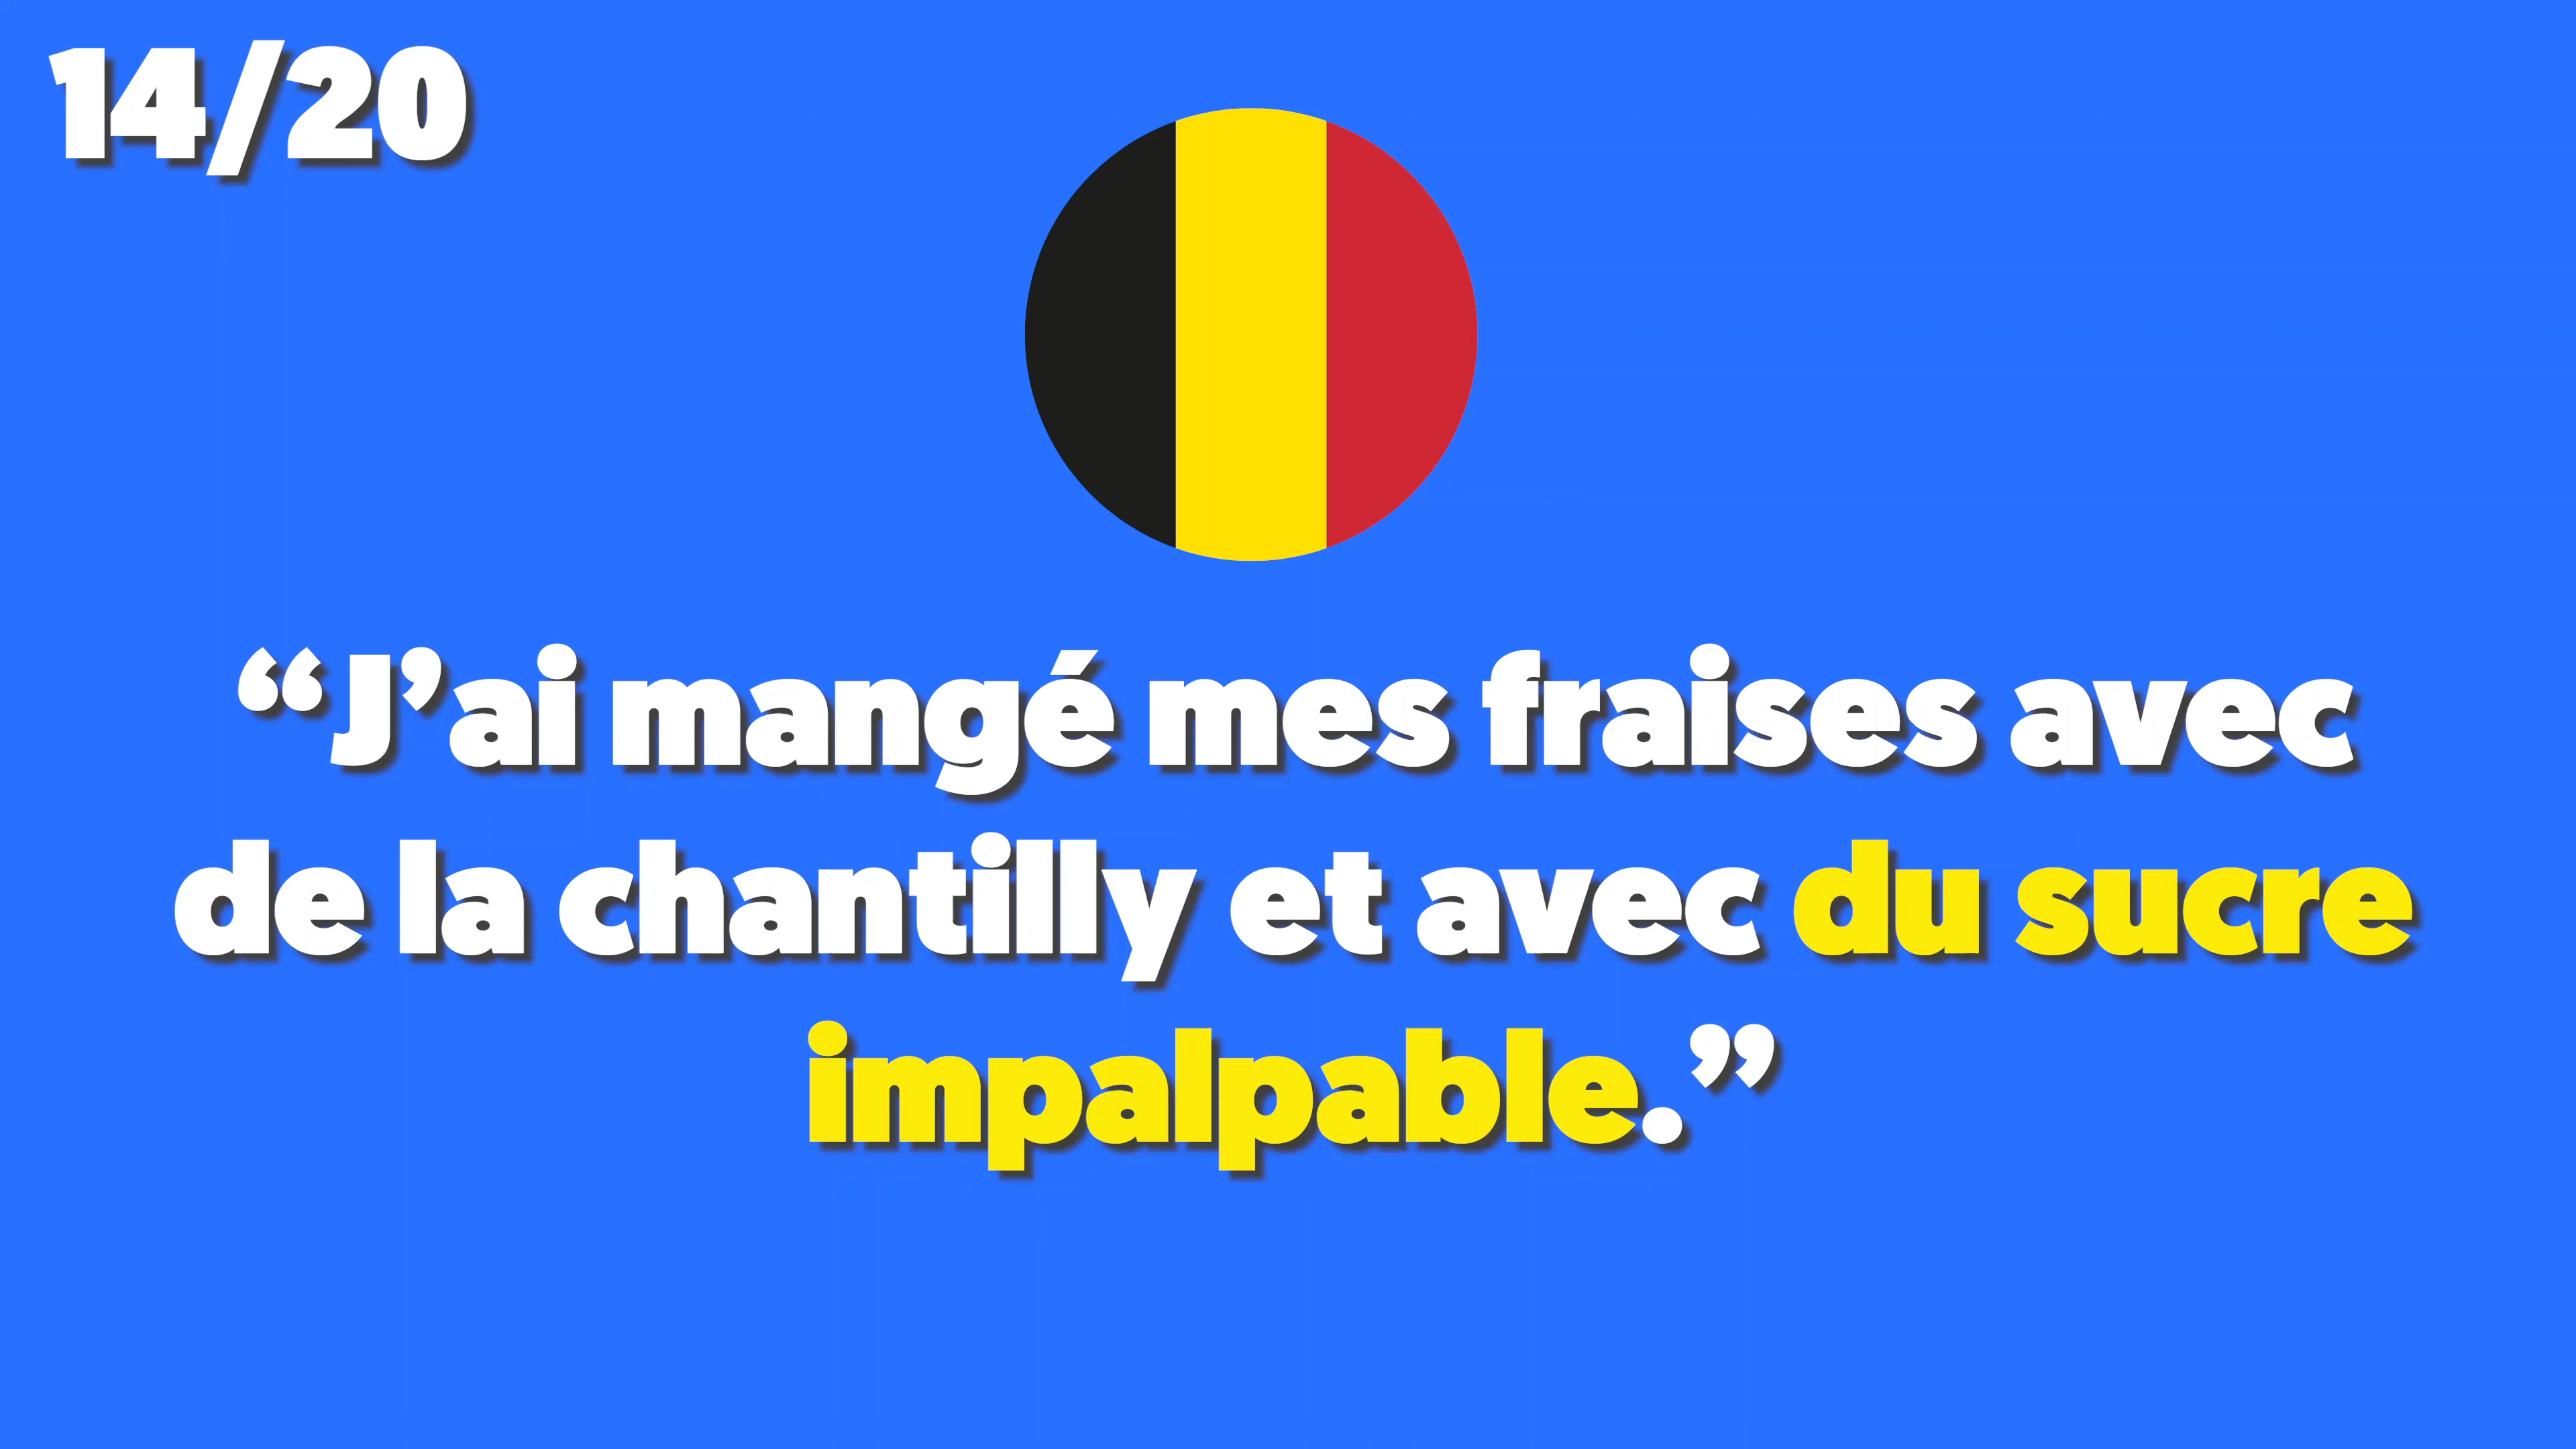 14/20
“J’ai mangé mes fraises avec
de la chantilly et avec du sucre
impalpable.”